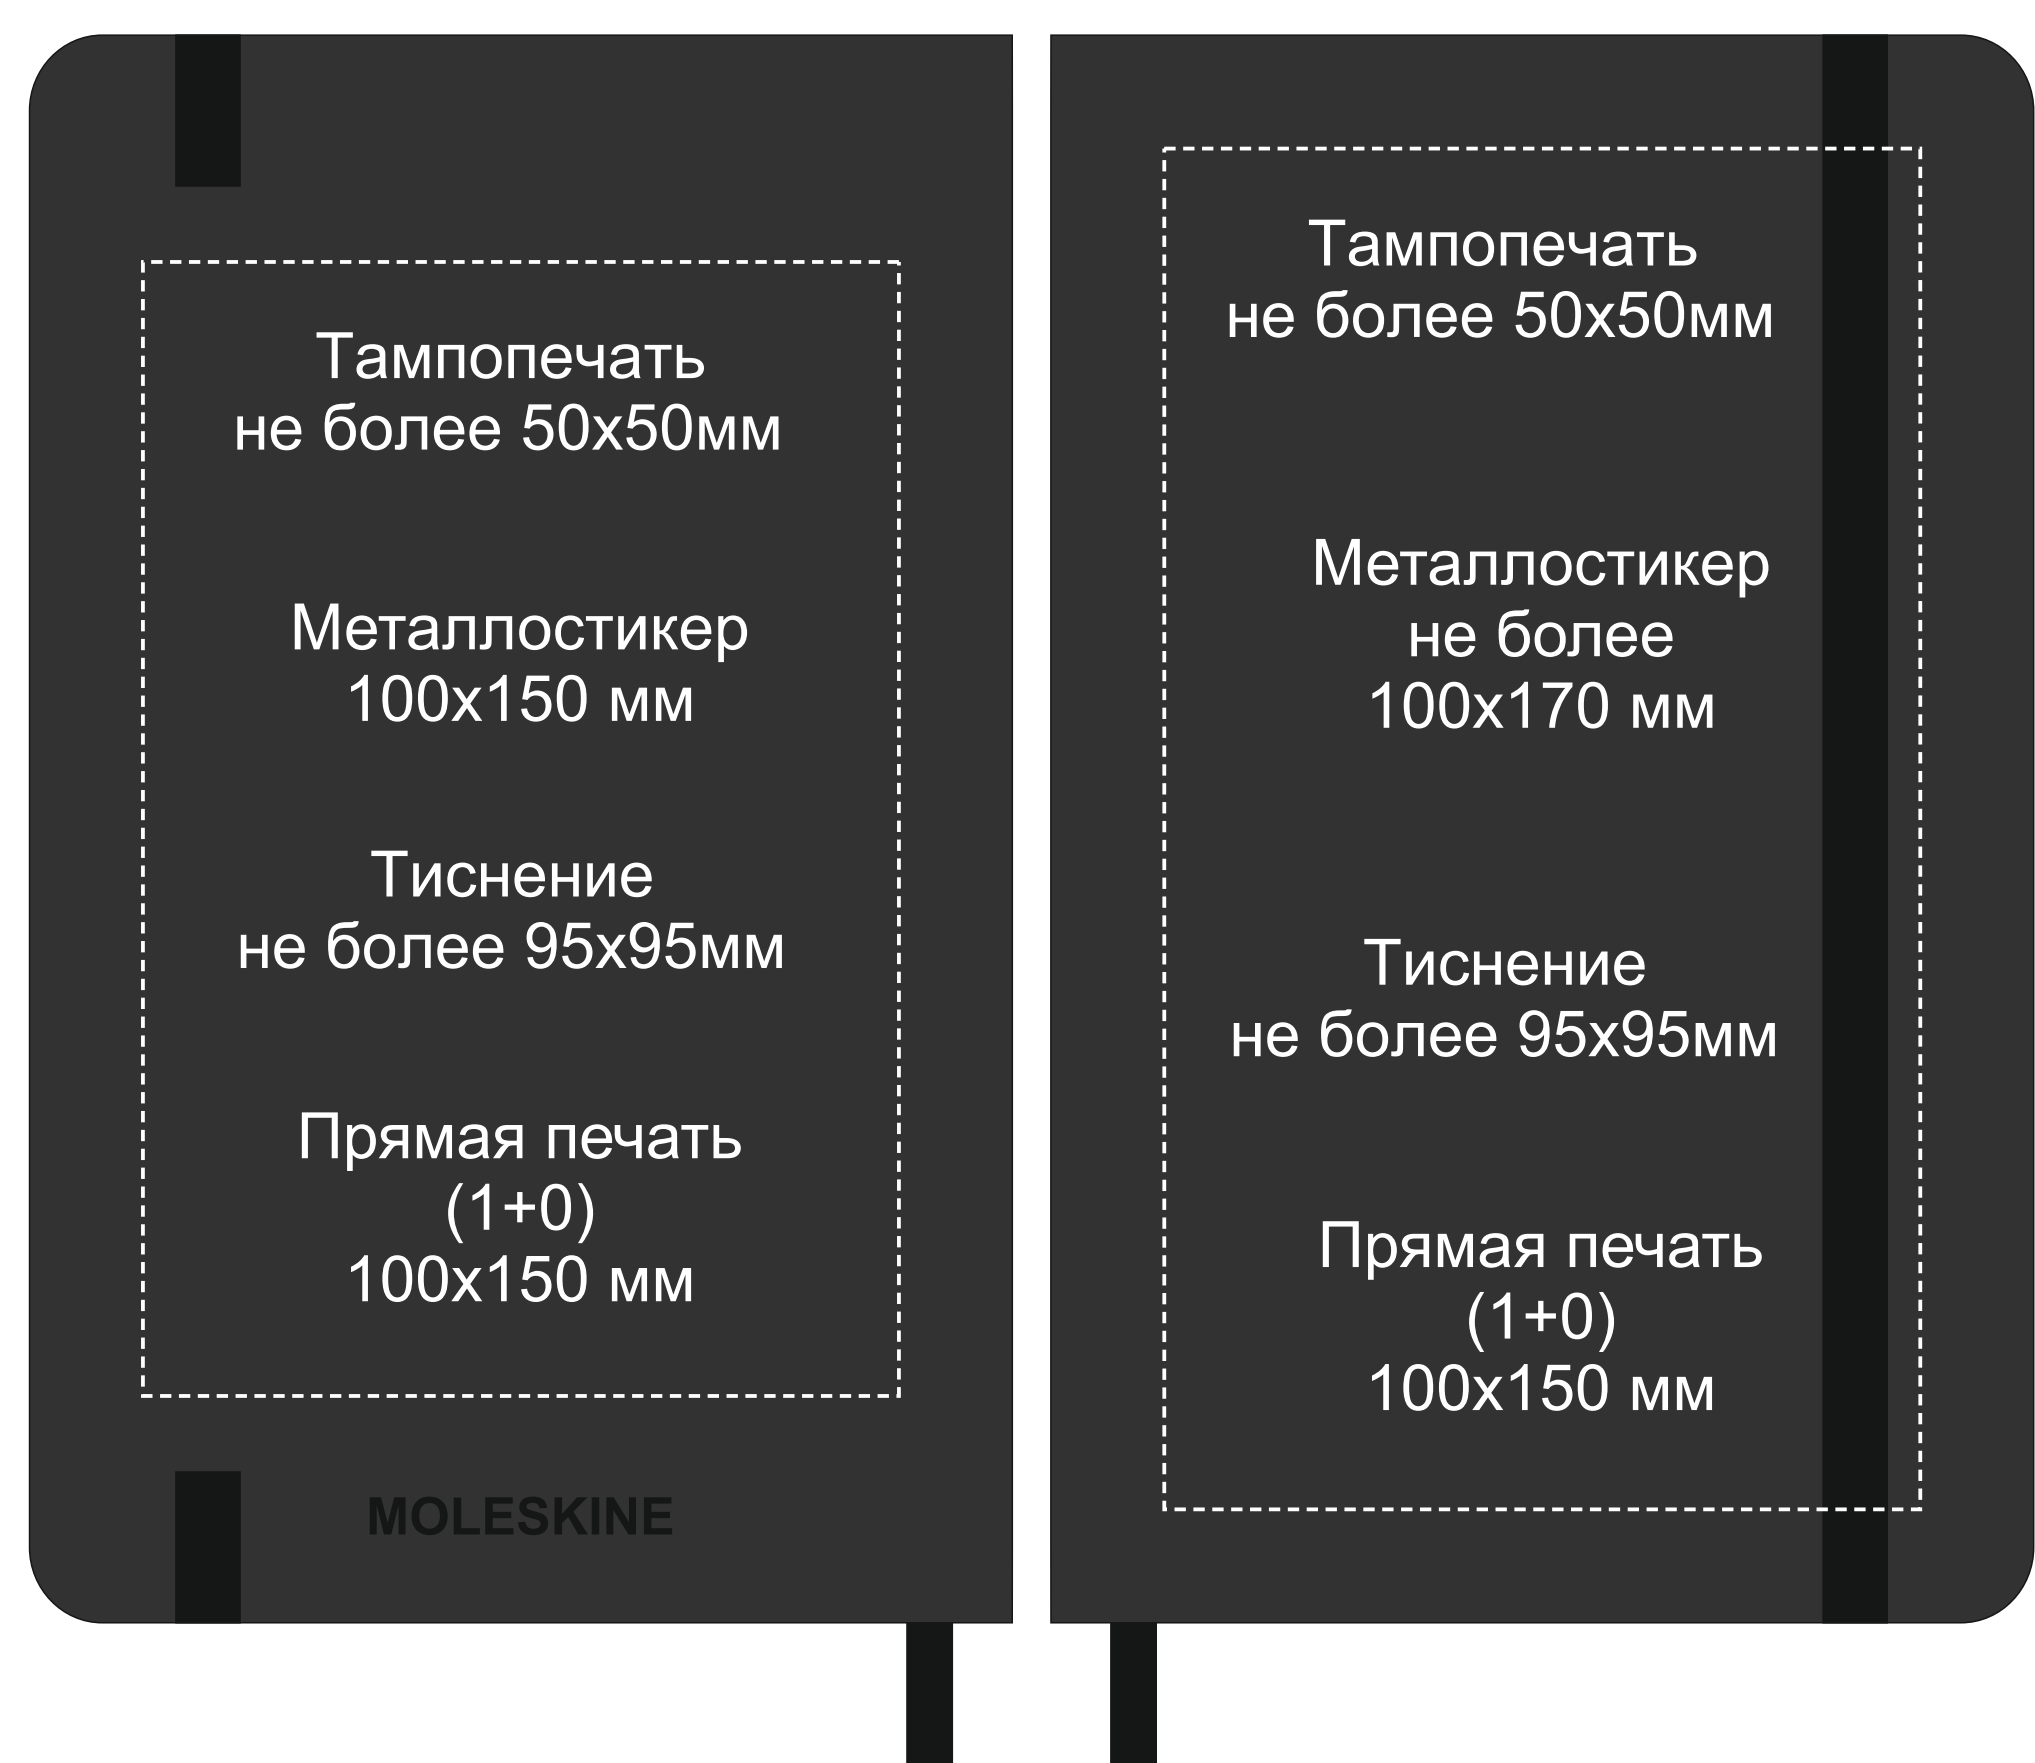 Тампопечать
не более 50х50мм
Металлостикер
100х150 мм
Тиснение
не более 95х95мм
Прямая печать
(1+0)
100х150 мм
MOLESKINE
Тампопечать
не более 50х50мм
Металлостикер
не более
100х170 мм
Тиснение
не более 95х95мм
Прямая печать
(1+0)
100х150 мм